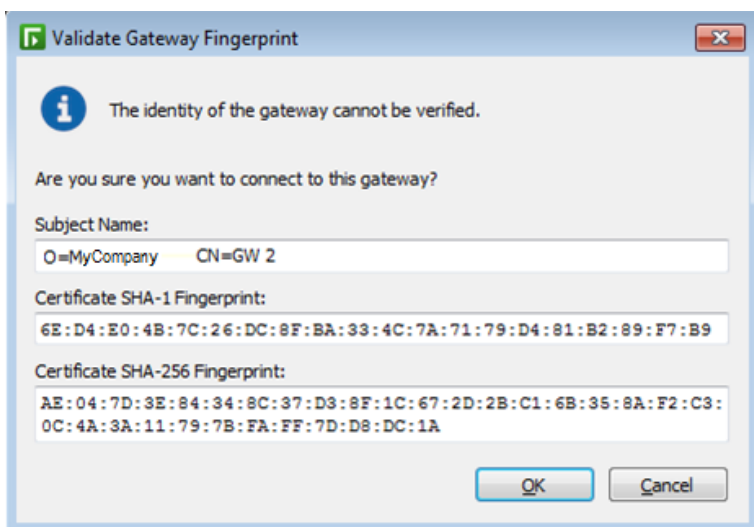 Validate Gateway Fingerprint
The identity of the gateway cannot be verified.
Are you sure you want to connect to this gateway?
Subject Name:
O=MyCompany CN=GW 2
Certificate SHA-1 Fingerprint:
6E:D4:E0:4B:7C:26:DC:8F:BA:33:4C:7A:71:79:D4:81:B2:89:F7:B9
Certificate SHA-256 Fingerprint:
AE:04:7D:3E:84:34:8C:37:D3:8F:1C:67:2D:2B:C1:6B:35:8A:F2:C3:
0C:4A:3A:11:79:7B:FA:FF:7D:D8:DC:1A
OK Cancel